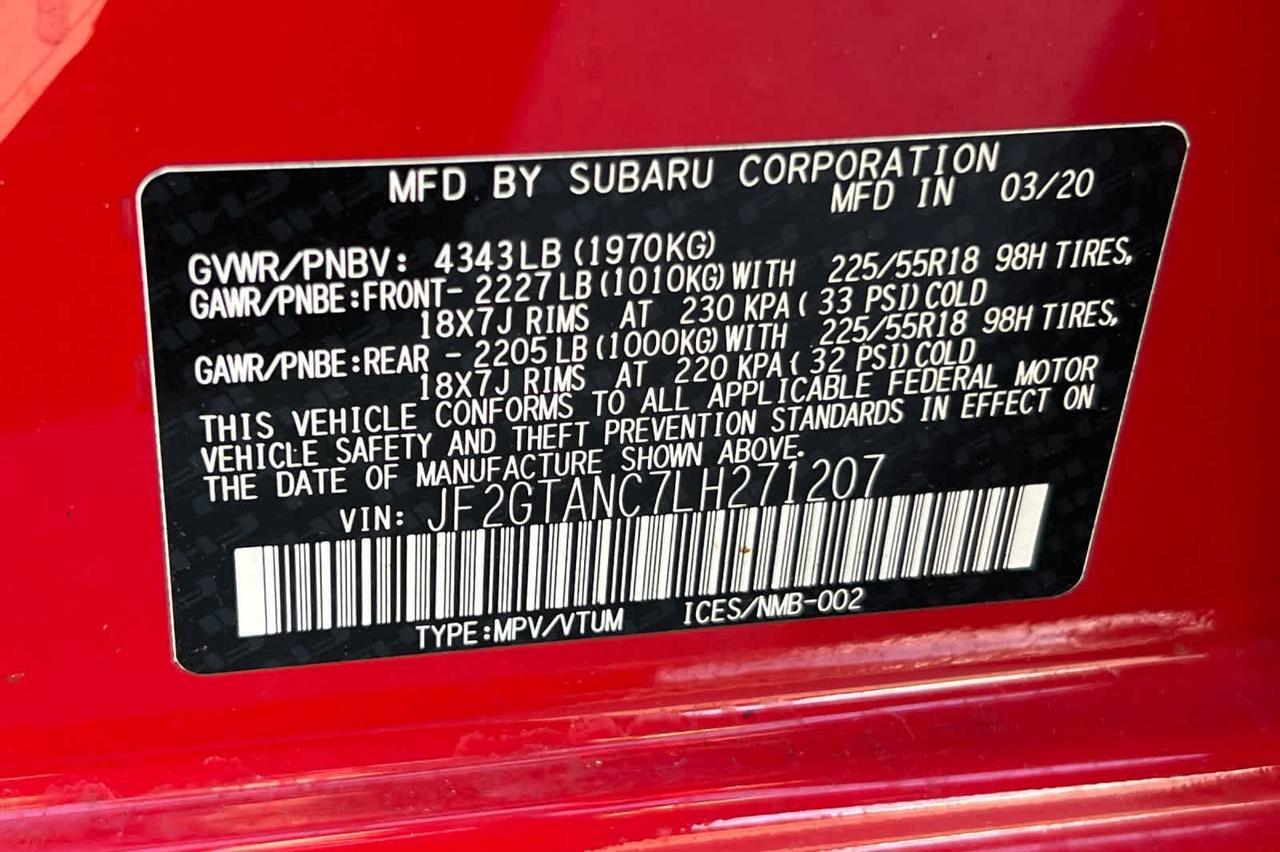 MFD BY SUBARU CORPORATION
MFD IN 03/20
GVWR/PNBV: 4343LB (1970KG)
GAWR/PNBE:FRONT- 2227LB (1010KG) WITH 225/55R18 98H TIRES,
18X7J RIMS AT 230 KPA ( 33 PSI) COLD
GAWR/PNBE:REAR - 2205LB (1000KG) WITH 225/55R18 98H TIRES,
18X7J RIMS AT 220 KPA ( 32 PSI) COLD
THIS VEHICLE CONFORMS TO ALL APPLICABLE FEDERAL MOTOR
VEHICLE SAFETY AND THEFT PREVENTION STANDARDS IN EFFECT ON
THE DATE OF MANUFACTURE SHOWN ABOVE.
VIN: JF2GTANC7LH271207
TYPE:MPV/VTUM ICES/NMB-002